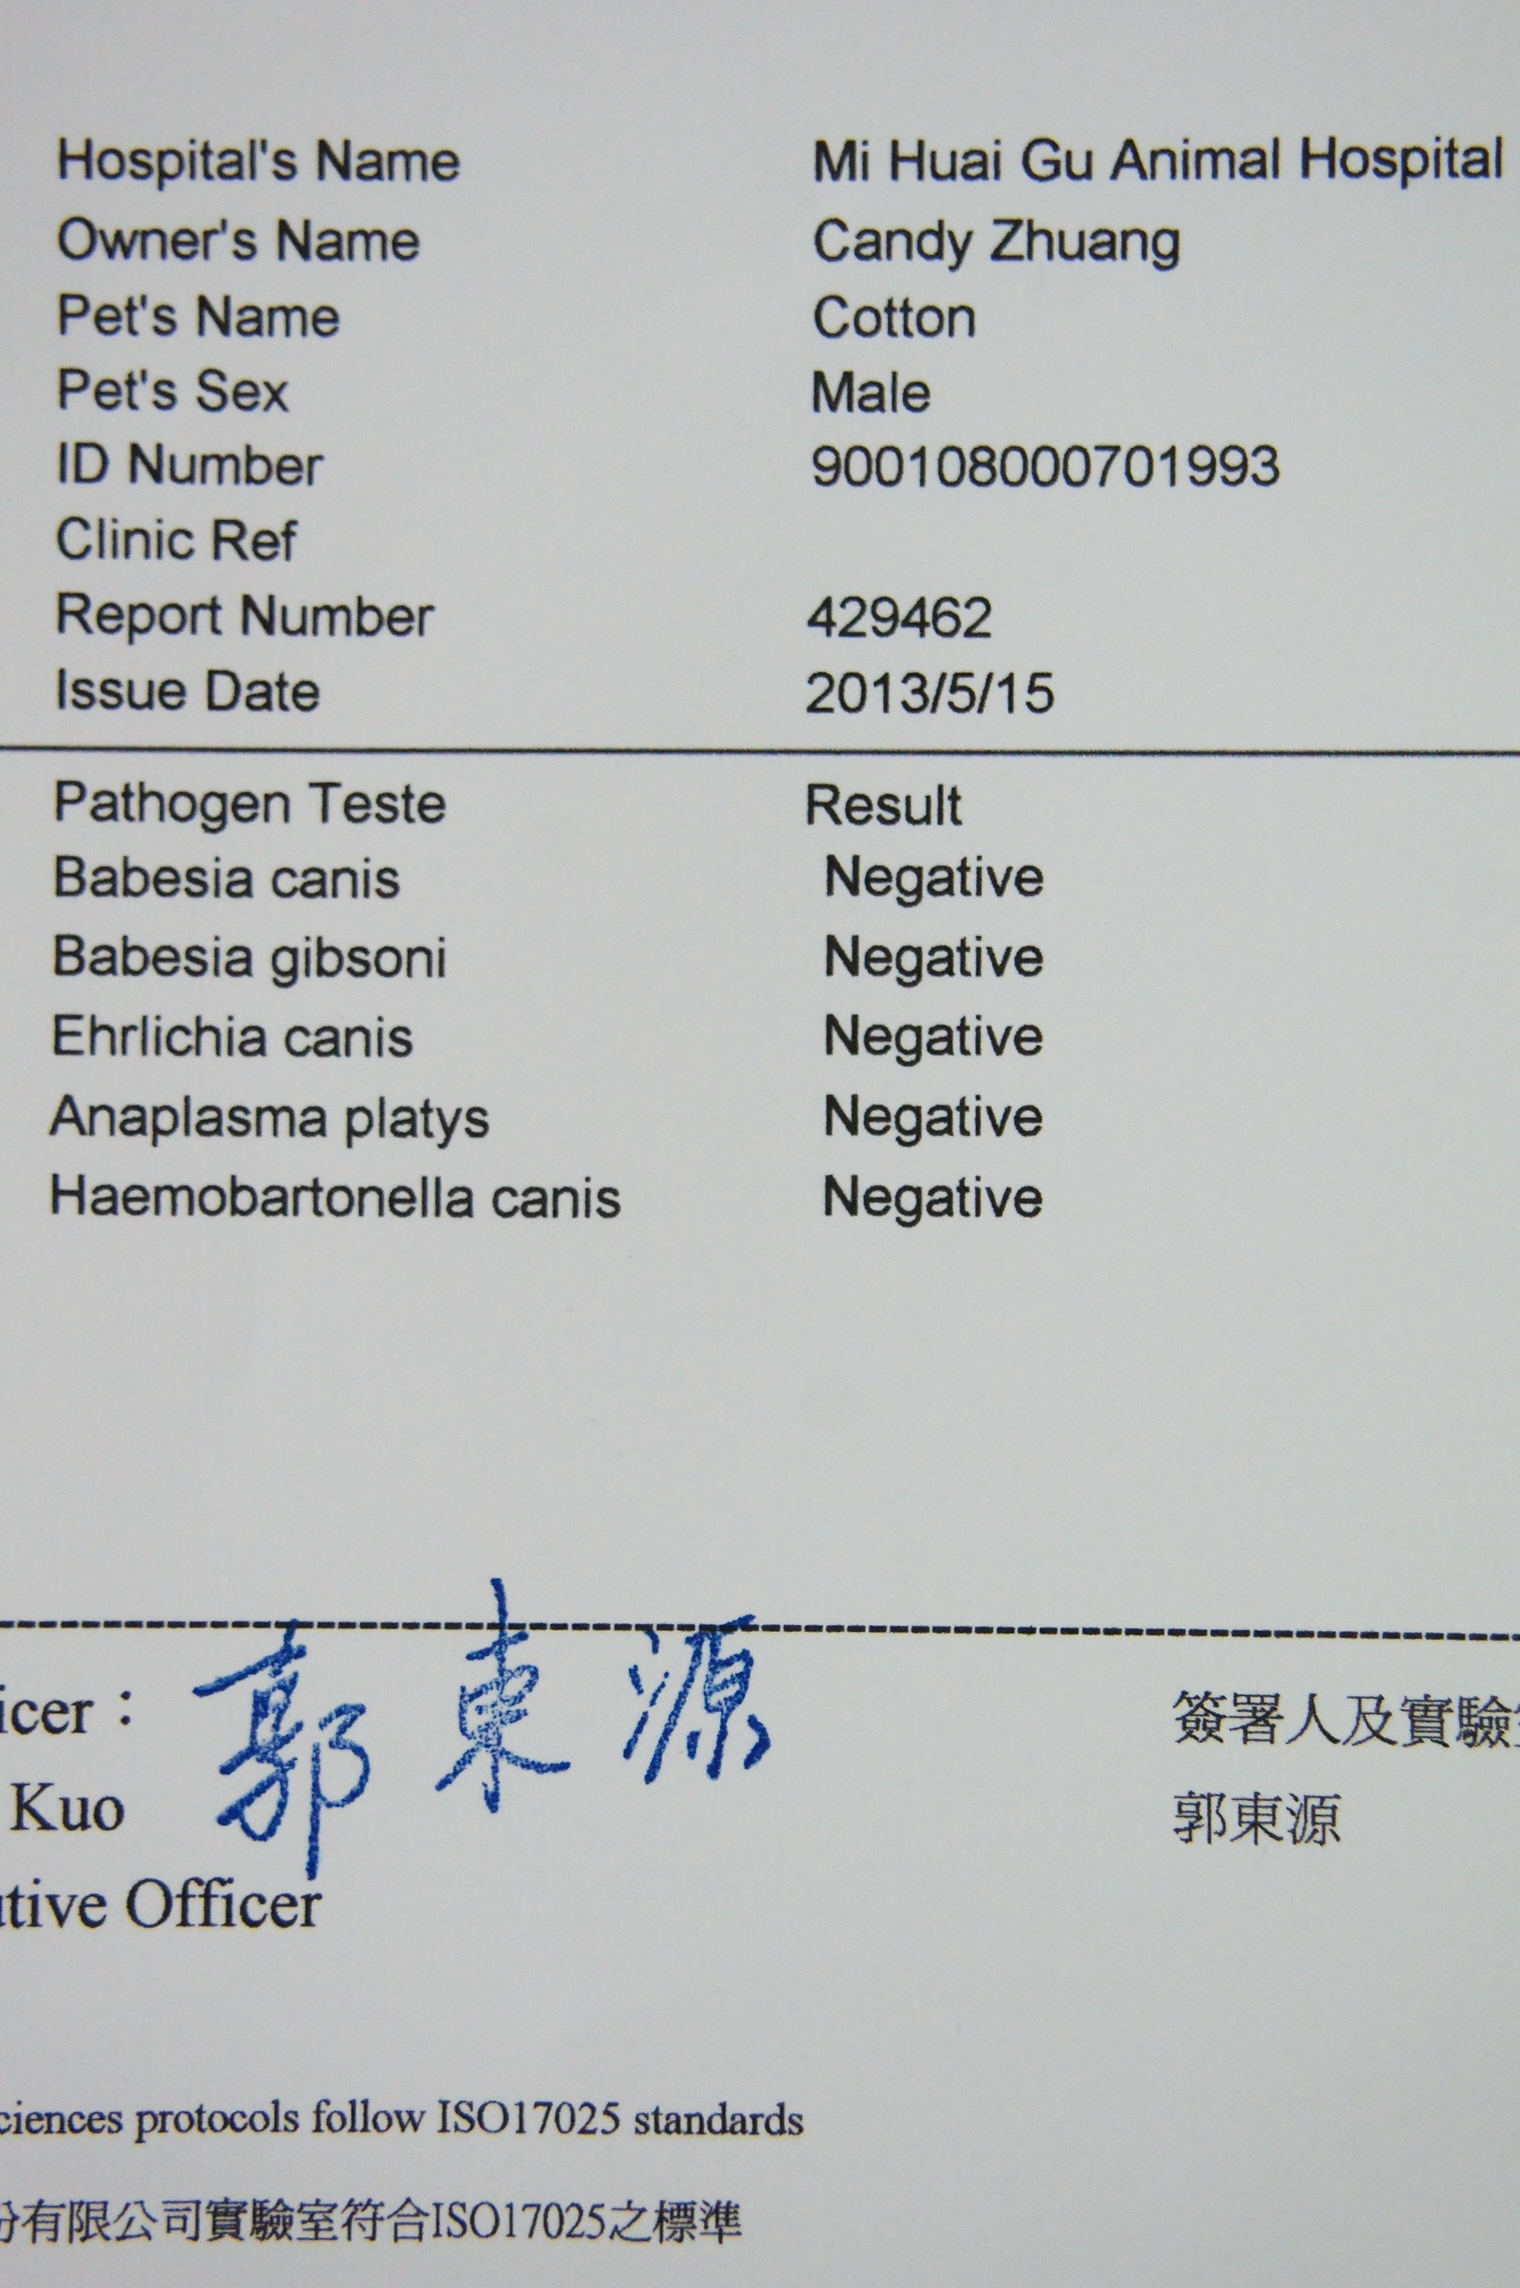 Hospital's Name Mi Huai Gu Animal Hospital
Owner's Name Candy Zhuang
Pet's Name Cotton
Pet's Sex Male
ID Number 900108000701993
Clinic Ref
Report Number 429462
Issue Date 2013/5/15
Pathogen Teste Result
Babesia canis Negative
Babesia gibsoni Negative
Ehrlichia canis Negative
Anaplasma platys Negative
Haemobartonella canis Negative
icer： 郭東源 簽署人及實驗
Kuo 郭東源
utive Officer
ciences protocols follow ISO17025 standards
份有限公司實驗室符合ISO17025之標準